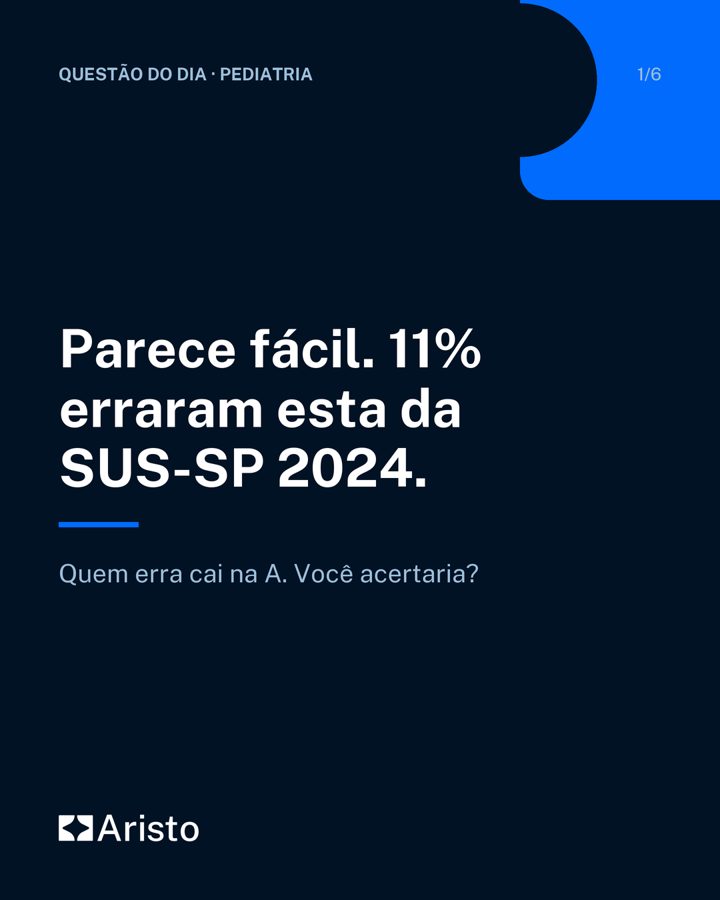 QUESTÃO DO DIA · PEDIATRIA
1/6
Parece fácil. 11%
erraram esta da
SUS-SP 2024.
Quem erra cai na A. Você acertaria?
Aristo